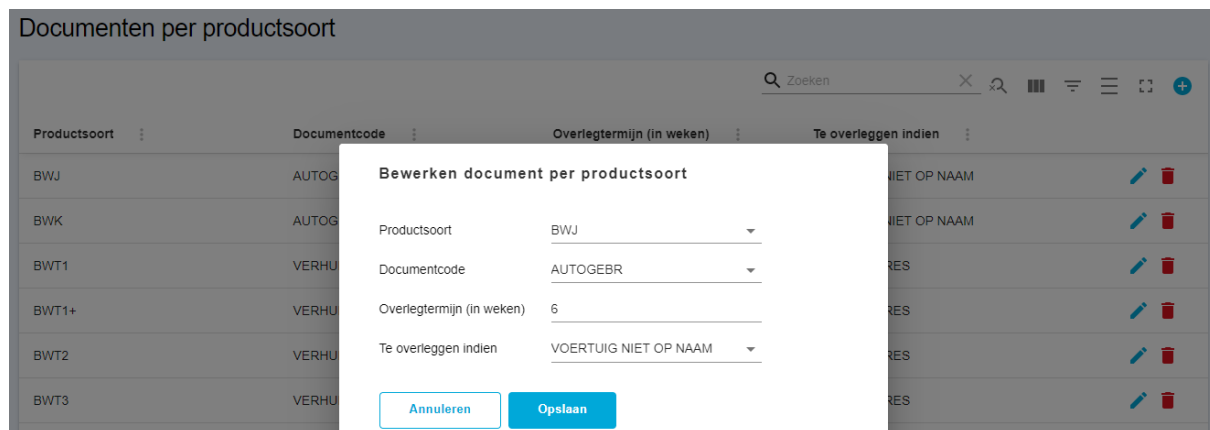 Documenten per productsoort
Zoeken
Productsoort Documentcode Overlegtermijn (in weken) Te overleggen indien
BWJ AUTOG NIET OP NAAM
BWK AUTOG NIET OP NAAM
BWT1 VERHU RES
BWT1+ VERHU RES
BWT2 VERHU RES
BWT3 VERHU RES
Bewerken document per productsoort
Productsoort BWJ
Documentcode AUTOGEBR
Overlegtermijn (in weken) 6
Te overleggen indien VOERTUIG NIET OP NAAM
Annuleren Opslaan